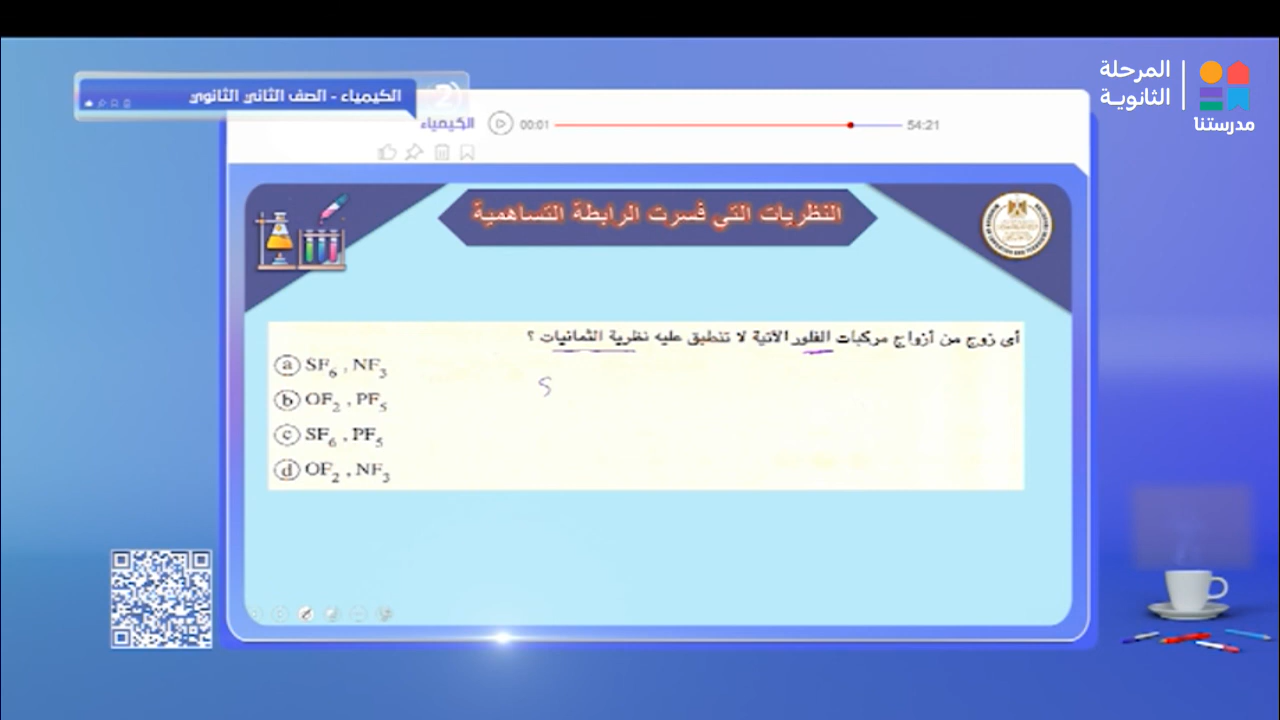 المرحلة
الثانوية
مدرستنا
الكيمياء - الصف الثاني الثانوي
الكيمياء
00:01
54:21
النظريات التى فسرت الرابطة التساهمية
أى زوج من أزواج مركبات الفلور الآتية لا تنطبق عليه نظرية الثمانيات ؟
a SF6 , NF3
b OF2 , PF5
c SF6 , PF5
d OF2 , NF3
S